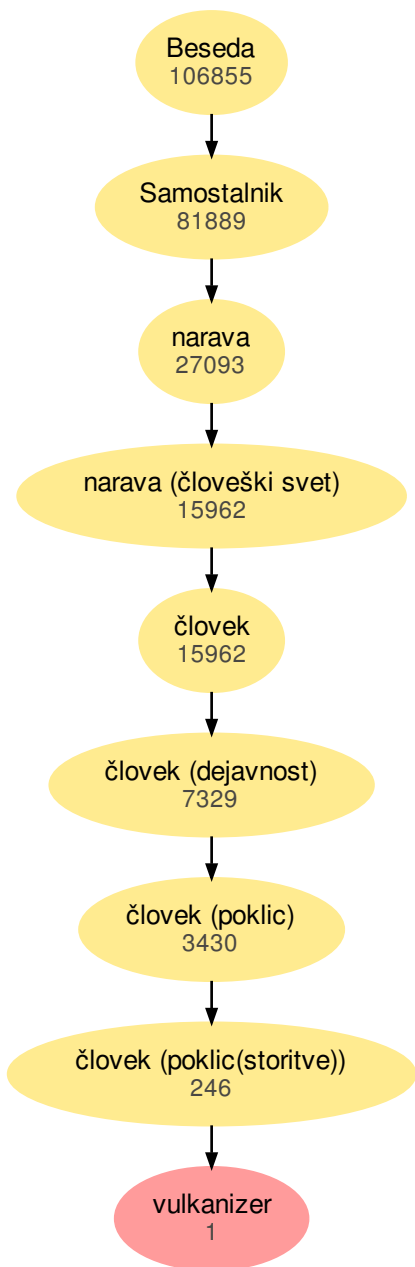 Beseda
106855
Samostalnik
81889
narava
27093
narava (človeški svet)
15962
človek
15962
človek (dejavnost)
7329
človek (poklic)
3430
človek (poklic(storitve))
246
vulkanizer
1